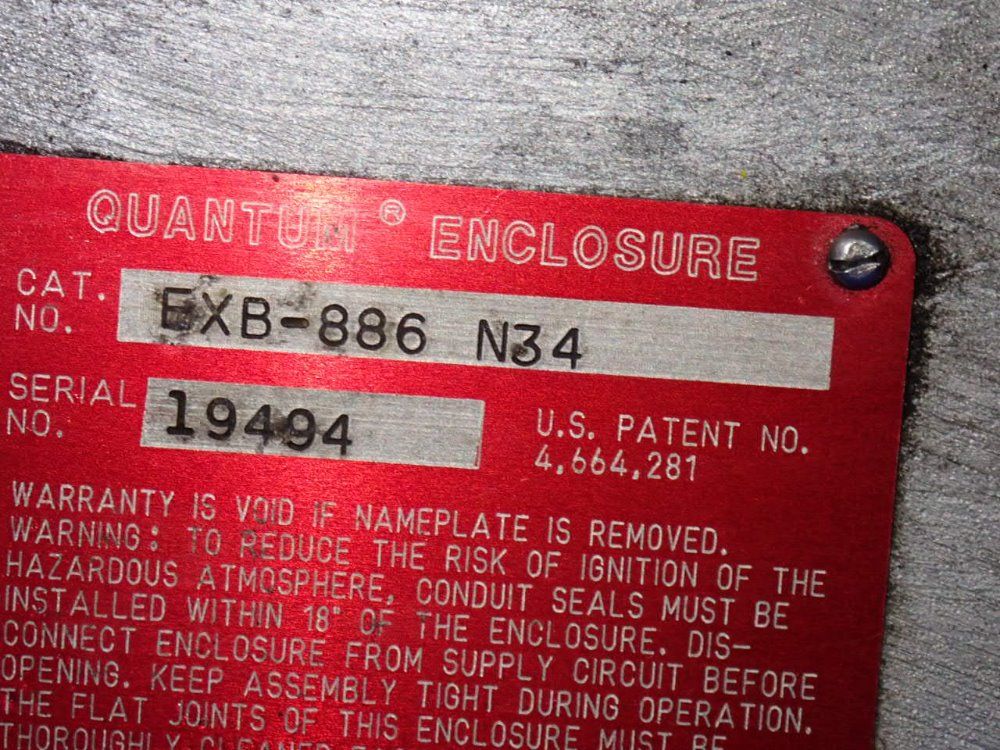 QUANTUM ® ENCLOSURE
CAT. NO. EXB-886 N34
SERIAL NO. 19494
U.S. PATENT NO.
4,664,281
WARRANTY IS VOID IF NAMEPLATE IS REMOVED.
WARNING: TO REDUCE THE RISK OF IGNITION OF THE
HAZARDOUS ATMOSPHERE, CONDUIT SEALS MUST BE
INSTALLED WITHIN 18" OF THE ENCLOSURE. DIS-
CONNECT ENCLOSURE FROM SUPPLY CIRCUIT BEFORE
OPENING. KEEP ASSEMBLY TIGHT DURING OPERATION.
THE FLAT JOINTS OF THIS ENCLOSURE MUST BE
THOROUGHLY CLEANED